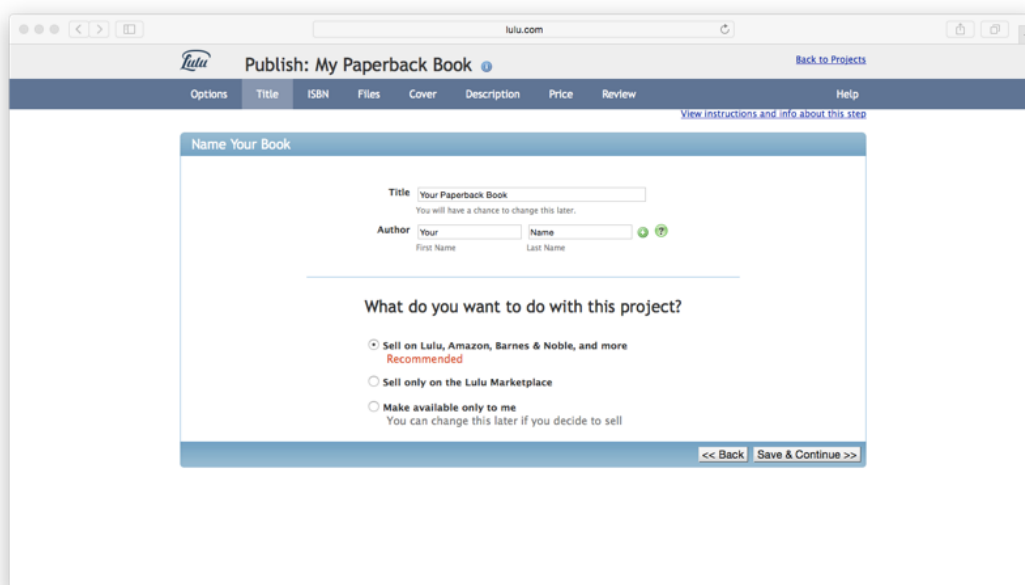 lulu.com
Lulu
Publish: My Paperback Book
Back to Projects
Options Title ISBN Files Cover Description Price Review Help
View instructions and info about this step
Name Your Book
Title Your Paperback Book
You will have a chance to change this later.
Author Your Name
First Name Last Name
What do you want to do with this project?
Sell on Lulu, Amazon, Barnes & Noble, and more
Recommended
Sell only on the Lulu Marketplace
Make available only to me
You can change this later if you decide to sell
<< Back Save & Continue >>